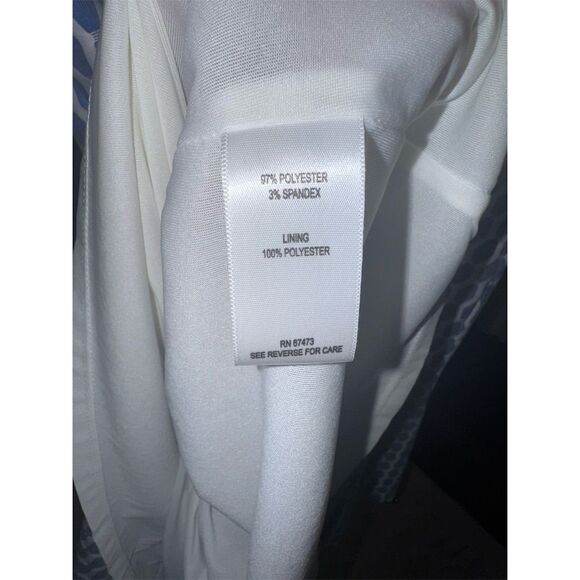 97% POLYESTER
3% SPANDEX
LINING
100% POLYESTER
RN 67473
SEE REVERSE FOR CARE